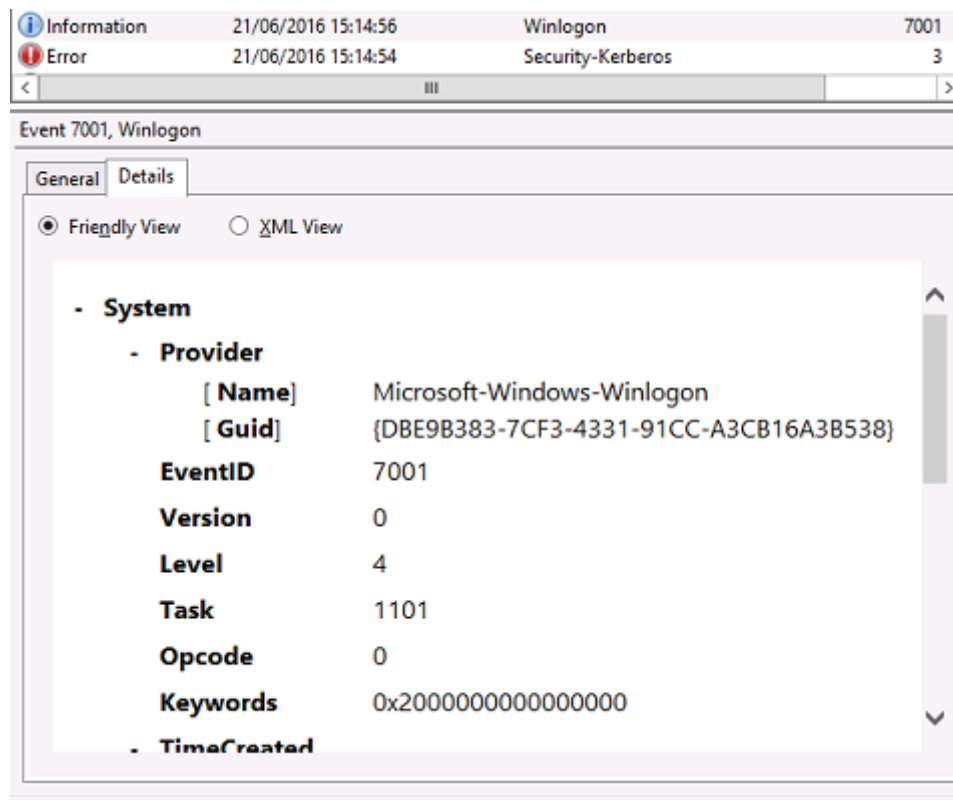 Information 21/06/2016 15:14:56 Winlogon 7001
Error 21/06/2016 15:14:54 Security-Kerberos 3
Event 7001, Winlogon
General Details
Friendly View XML View
- System
- Provider
[ Name] Microsoft-Windows-Winlogon
[ Guid] {DBE9B383-7CF3-4331-91CC-A3CB16A3B538}
EventID 7001
Version 0
Level 4
Task 1101
Opcode 0
Keywords 0x2000000000000000
- TimeCreated